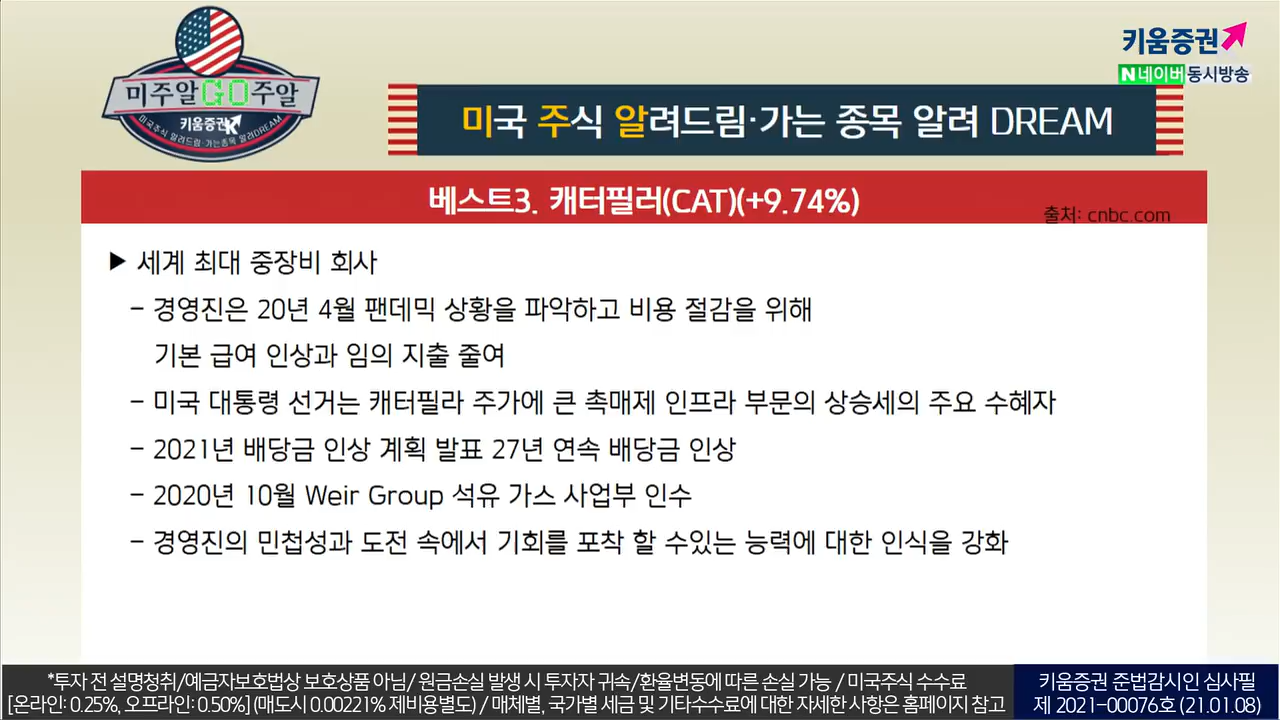 미주알GO주알
키움증권
미국주식 알려드림·가는종목 알려DREAM
키움증권
N네이버 동시방송
미국 주식 알려드림·가는 종목 알려 DREAM
베스트3. 캐터필러(CAT)(+9.74%)
출처: cnbc.com
▶ 세계 최대 중장비 회사
- 경영진은 20년 4월 팬데믹 상황을 파악하고 비용 절감을 위해
기본 급여 인상과 임의 지출 줄여
- 미국 대통령 선거는 캐터필라 주가에 큰 촉매제 인프라 부문의 상승세의 주요 수혜자
- 2021년 배당금 인상 계획 발표 27년 연속 배당금 인상
- 2020년 10월 Weir Group 석유 가스 사업부 인수
- 경영진의 민첩성과 도전 속에서 기회를 포착 할 수있는 능력에 대한 인식을 강화
*투자 전 설명청취/예금자보호법상 보호상품 아님/ 원금손실 발생 시 투자자 귀속/환율변동에 따른 손실 가능 / 미국주식 수수료
[온라인: 0.25%, 오프라인: 0.50%] (매도시 0.00221% 제비용별도) / 매체별, 국가별 세금 및 기타수수료에 대한 자세한 사항은 홈페이지 참고
키움증권 준법감시인 심사필
제 2021-00076호 (21.01.08)